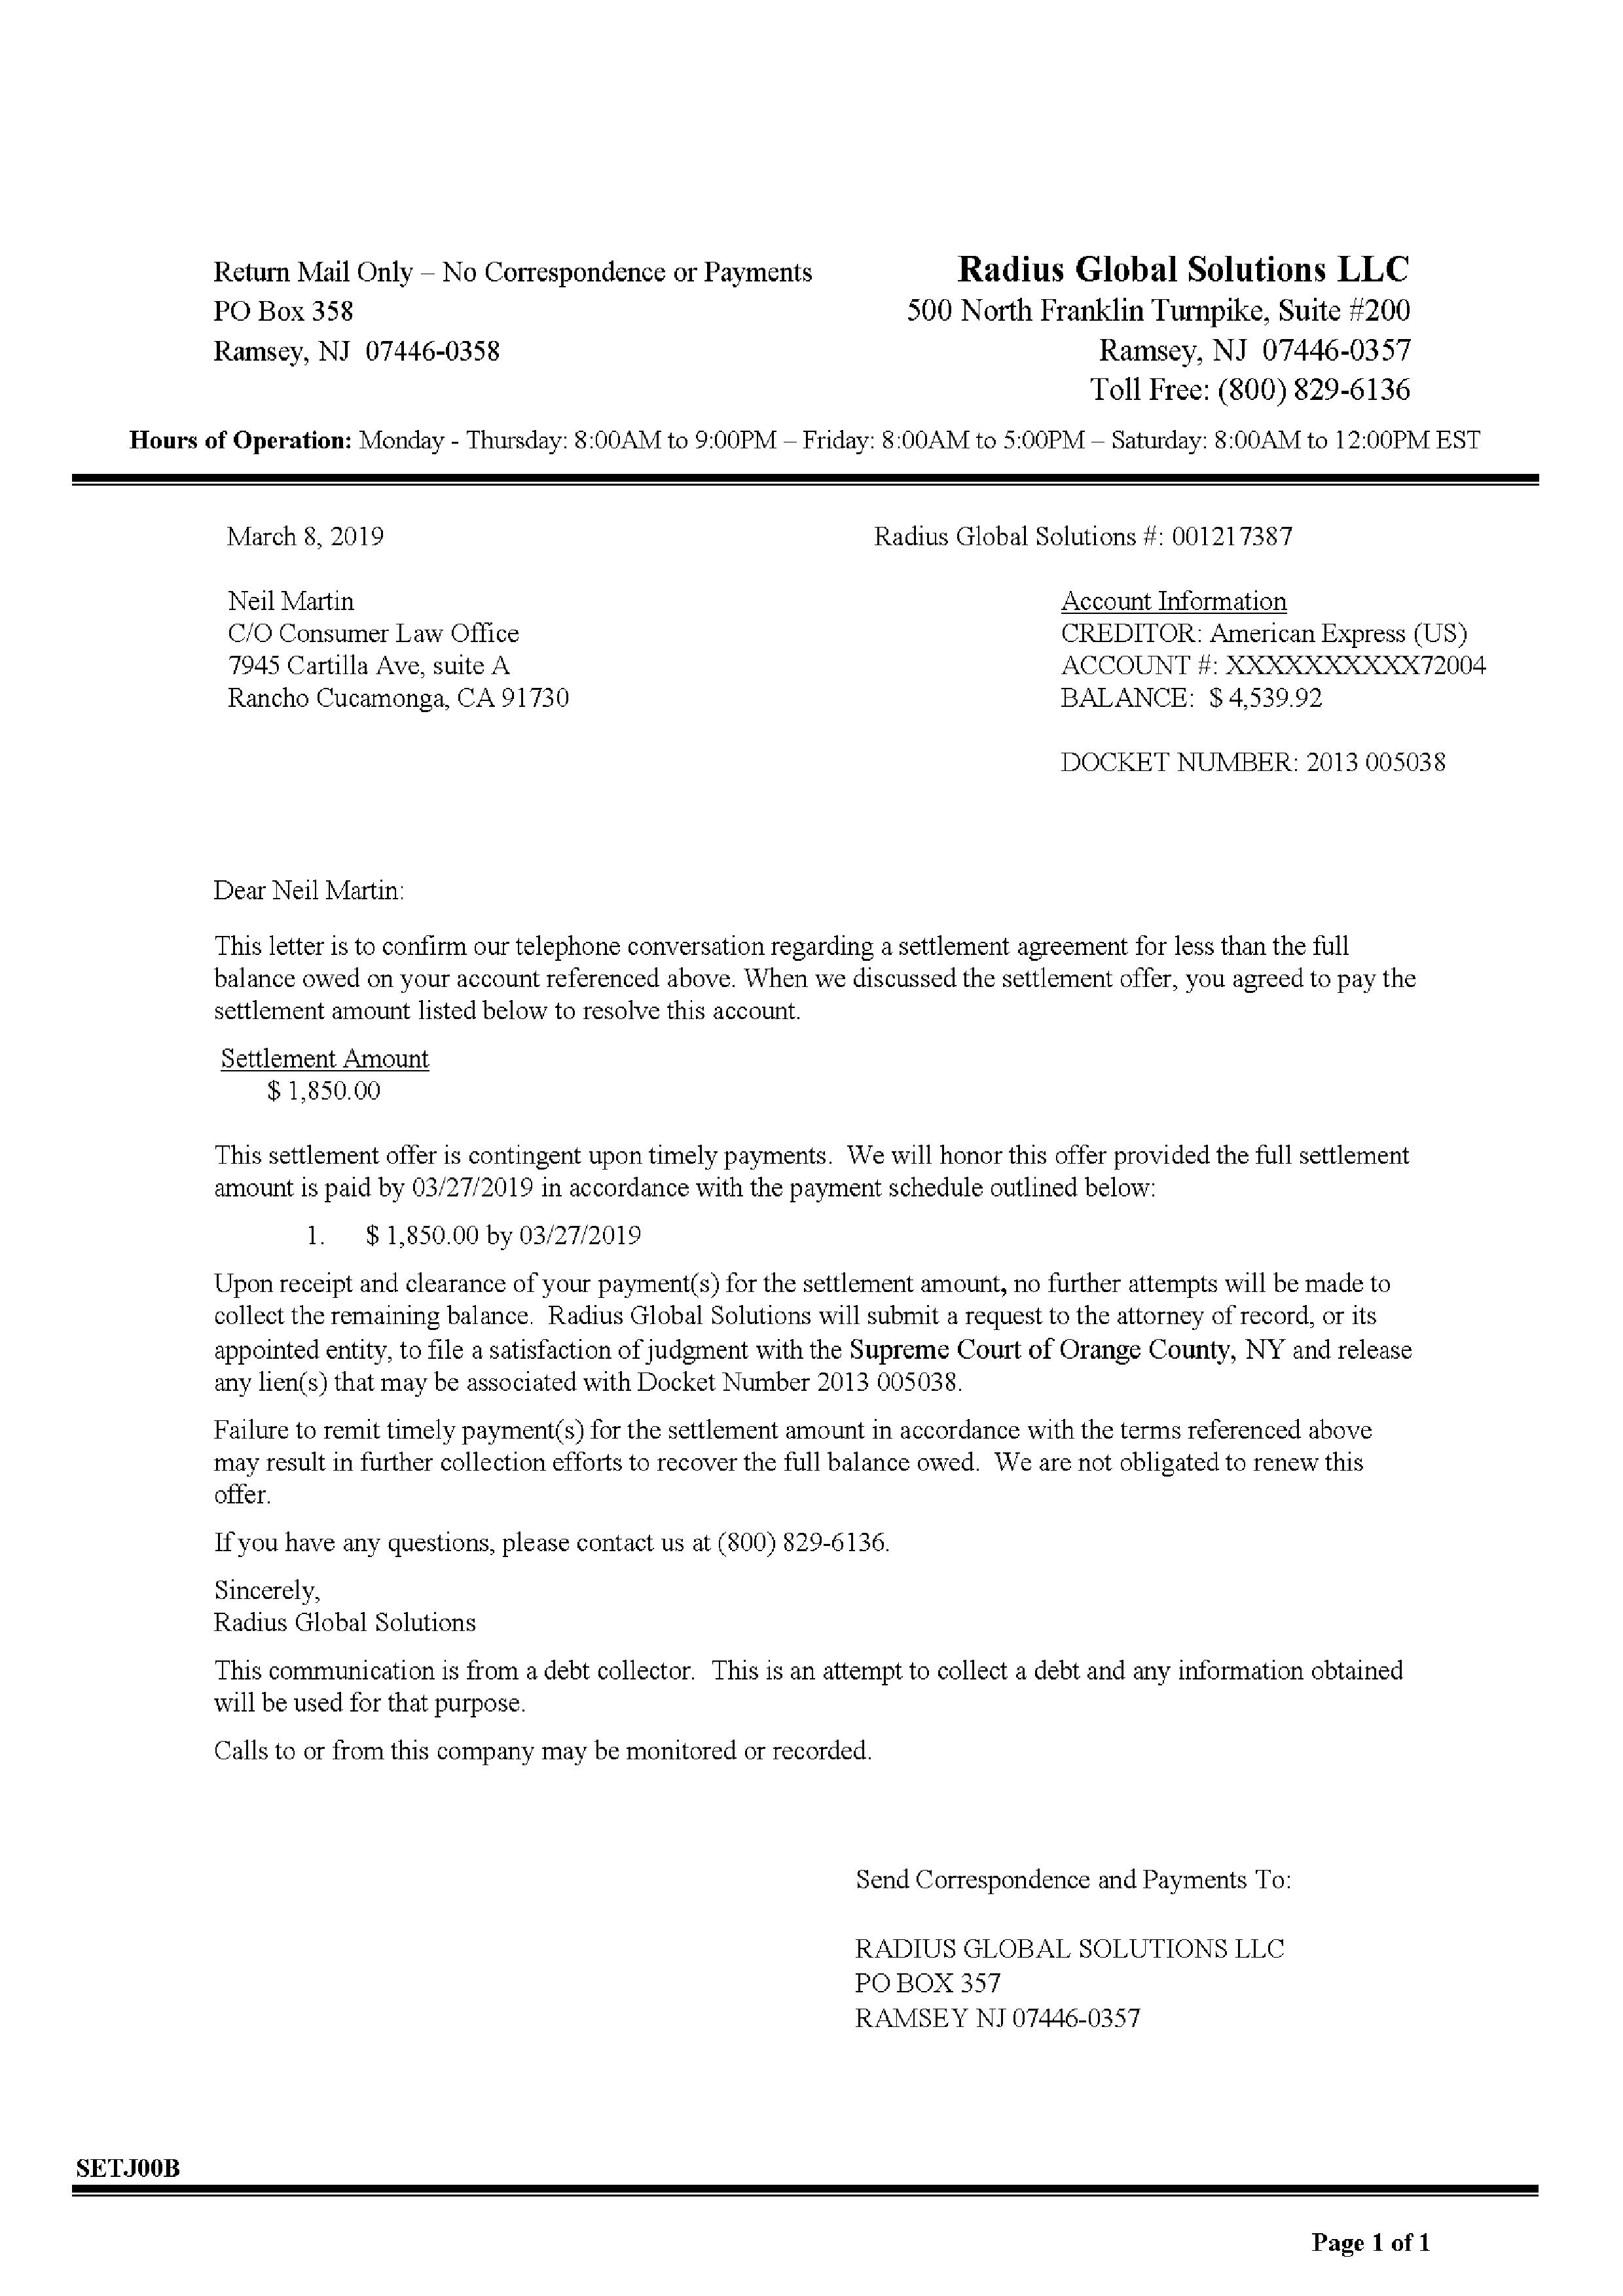 Return Mail Only – No Correspondence or Payments
PO Box 358
Ramsey, NJ  07446-0358
Radius Global Solutions LLC
500 North Franklin Turnpike, Suite #200
Ramsey, NJ  07446-0357
Toll Free: (800) 829-6136
Hours of Operation: Monday - Thursday: 8:00AM to 9:00PM – Friday: 8:00AM to 5:00PM – Saturday: 8:00AM to 12:00PM EST
March 8, 2019
Radius Global Solutions #: 001217387
Neil Martin
C/O Consumer Law Office
7945 Cartilla Ave, suite A
Rancho Cucamonga, CA 91730
Account Information
CREDITOR: American Express (US)
ACCOUNT #: XXXXXXXXXX72004
BALANCE:  $ 4,539.92
DOCKET NUMBER: 2013 005038
Dear Neil Martin:
This letter is to confirm our telephone conversation regarding a settlement agreement for less than the full
balance owed on your account referenced above. When we discussed the settlement offer, you agreed to pay the
settlement amount listed below to resolve this account.
Settlement Amount
$ 1,850.00
This settlement offer is contingent upon timely payments.  We will honor this offer provided the full settlement
amount is paid by 03/27/2019 in accordance with the payment schedule outlined below:
1. $ 1,850.00 by 03/27/2019
Upon receipt and clearance of your payment(s) for the settlement amount, no further attempts will be made to
collect the remaining balance.  Radius Global Solutions will submit a request to the attorney of record, or its
appointed entity, to file a satisfaction of judgment with the Supreme Court of Orange County, NY and release
any lien(s) that may be associated with Docket Number 2013 005038.
Failure to remit timely payment(s) for the settlement amount in accordance with the terms referenced above
may result in further collection efforts to recover the full balance owed.  We are not obligated to renew this
offer.
If you have any questions, please contact us at (800) 829-6136.
Sincerely,
Radius Global Solutions
This communication is from a debt collector.  This is an attempt to collect a debt and any information obtained
will be used for that purpose.
Calls to or from this company may be monitored or recorded.
Send Correspondence and Payments To:
RADIUS GLOBAL SOLUTIONS LLC
PO BOX 357
RAMSEY NJ 07446-0357
SETJ00B
Page 1 of 1